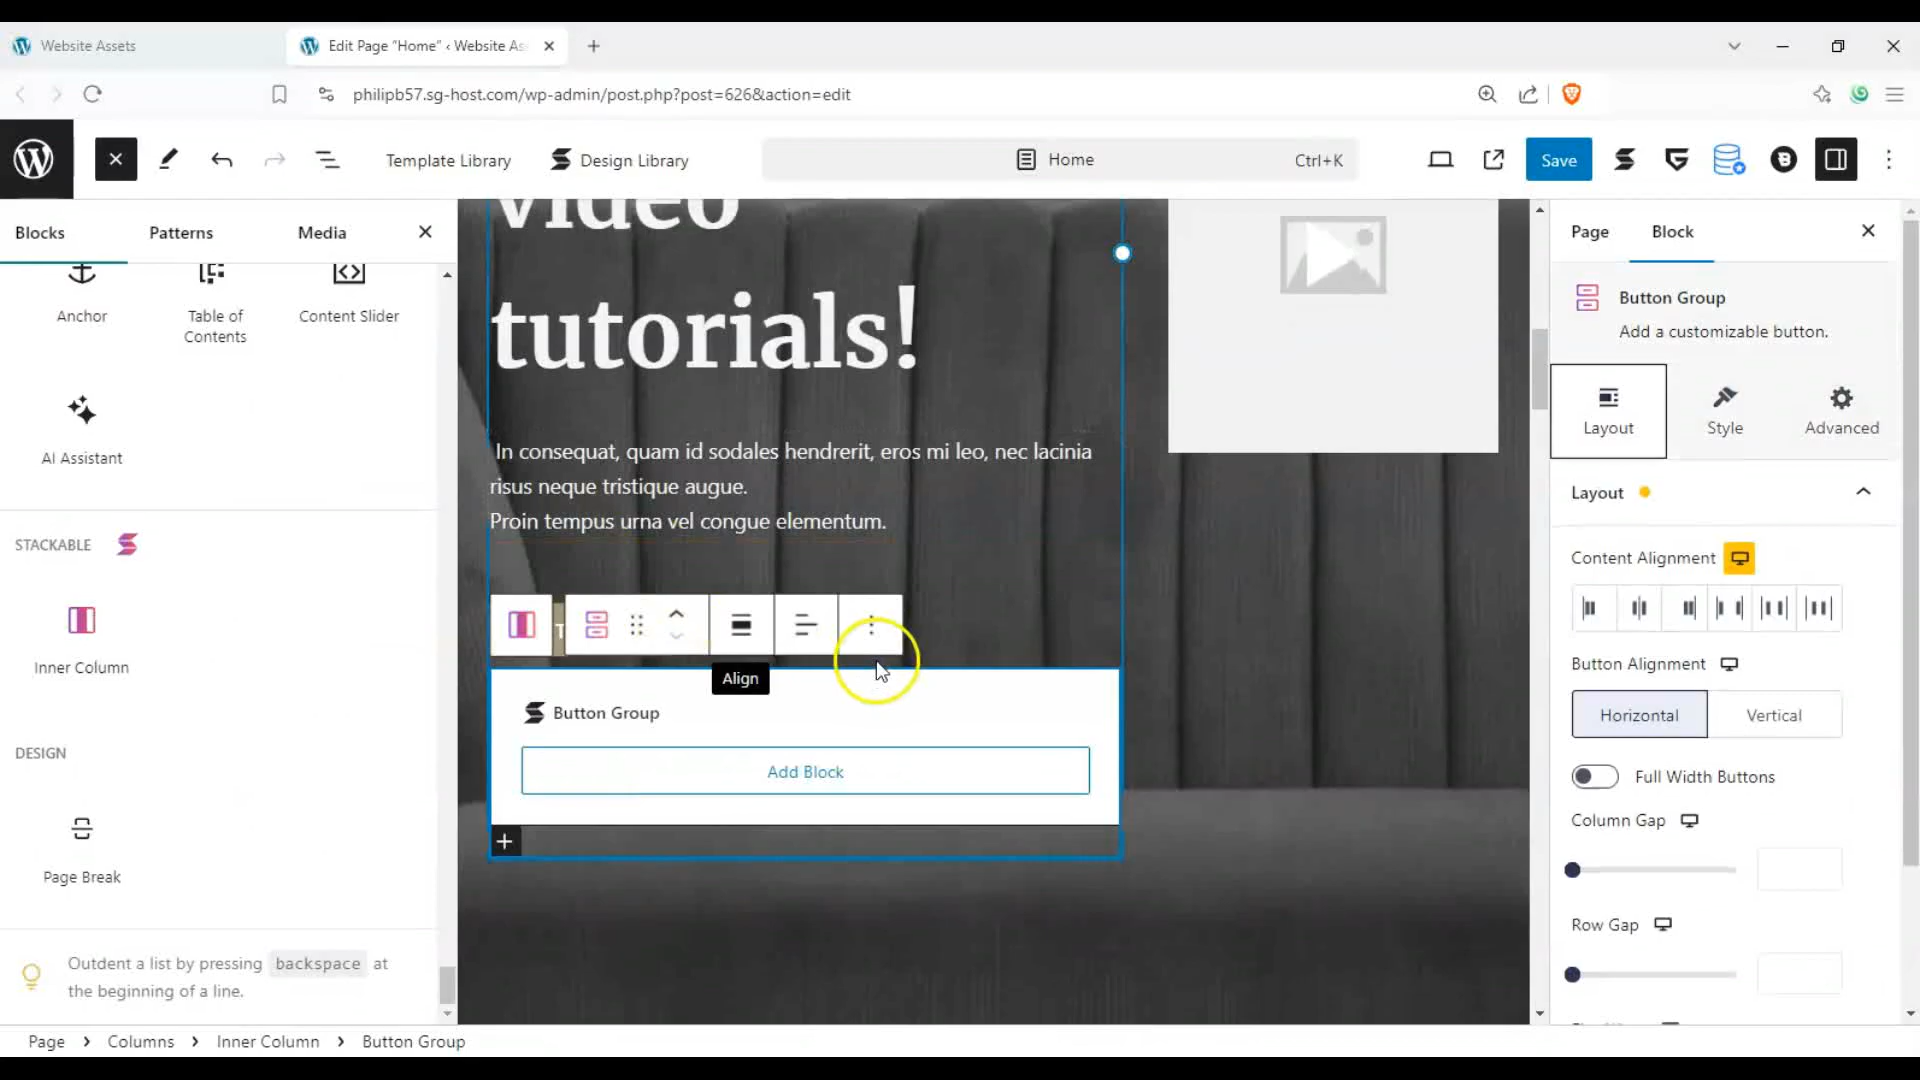 Website Assets
Edit Page “Home” ‹ Website As
philipb57.sg-host.com/wp-admin/post.php?post=626&action=edit
Template Library
Design Library
Home
Ctrl+K
Save
Blocks
Patterns
Media
Anchor
Table of
Contents
Content Slider
AI Assistant
STACKABLE
Inner Column
DESIGN
Page Break
Outdent a list by pressing backspace at
the beginning of a line.
video
tutorials!
In consequat, quam id sodales hendrerit, eros mi leo, nec lacinia
risus neque tristique augue.
Proin tempus urna vel congue elementum.
T
Align
Button Group
Add Block
Page
Block
Button Group
Add a customizable button.
Layout
Style
Advanced
Layout
Content Alignment
Button Alignment
Horizontal
Vertical
Full Width Buttons
Column Gap
Row Gap
Page
Columns
Inner Column
Button Group